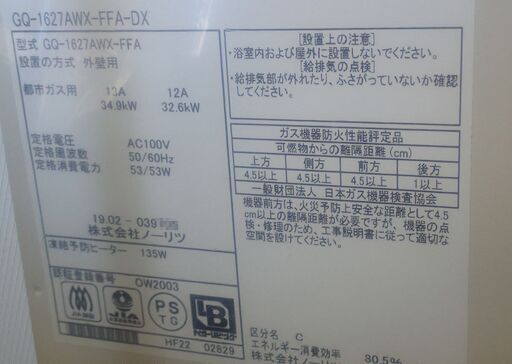 GQ-1627AWX-FFA-DX
型式 GQ-1627AWX-FFA
設置の方式 外壁用
都市ガス用 13A 12A
34.9kW 32.6kW
定格電圧 AC100V
定格周波数 50/60Hz
定格消費電力 53/53W
19.02-039
株式会社ノーリツ
凍結予防ヒーター 135W
認証登録番号 OW2003
JIA
PS
TG
HF22 02829
[設置上の注意]
・浴室内および屋外に設置しないでください。
[給排気の点検]
・給排気部が外れたり、ふさがっていないか確認
してください。
ガス機器防火性能評定品
可燃物からの離隔距離(cm)
上方 側方 前方 後方
4.5以上 4.5以上 4.5以上 1以上
一般財団法人 日本ガス機器検査協会
機器前方は、火災予防上安全な距離として4.5
cm以上の離隔距離が必要ですが、機器の点
検・修理のため、工事説明書に従って適切な
空間を設けてください。
区分名 C
エネルギー消費効率 80.5%
株式会社ノーリツ